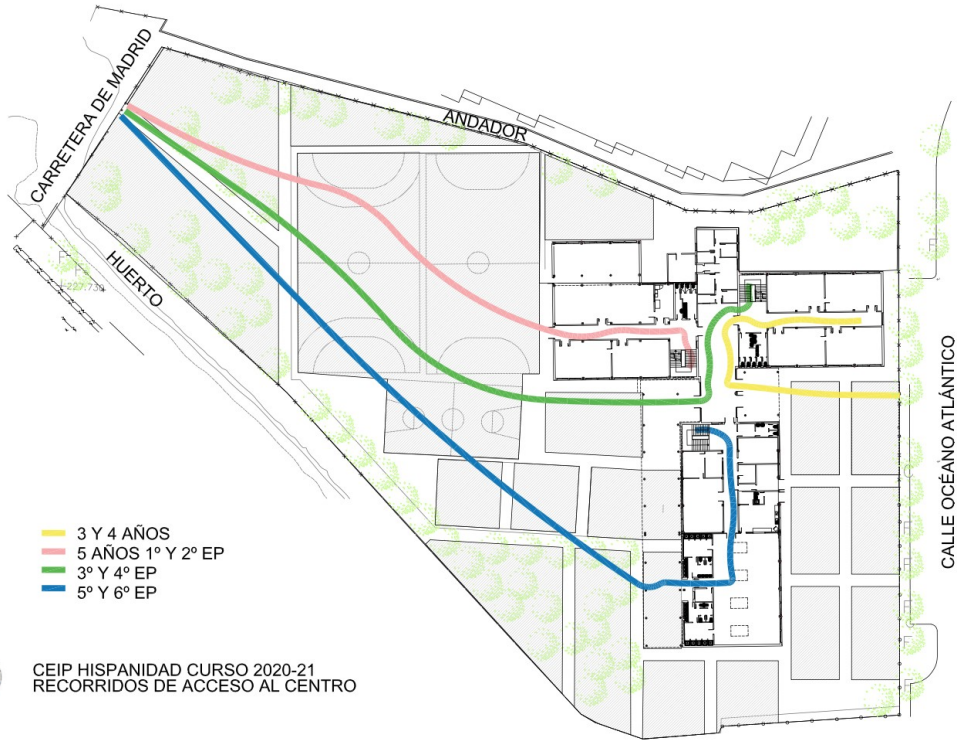 CARRETERA DE MADRID
ANDADOR
HUERTO
CALLE OCÉANO ATLÁNTICO
3 Y 4 AÑOS
5 AÑOS 1º Y 2º EP
3º Y 4º EP
5º Y 6º EP
CEIP HISPANIDAD CURSO 2020-21
RECORRIDOS DE ACCESO AL CENTRO